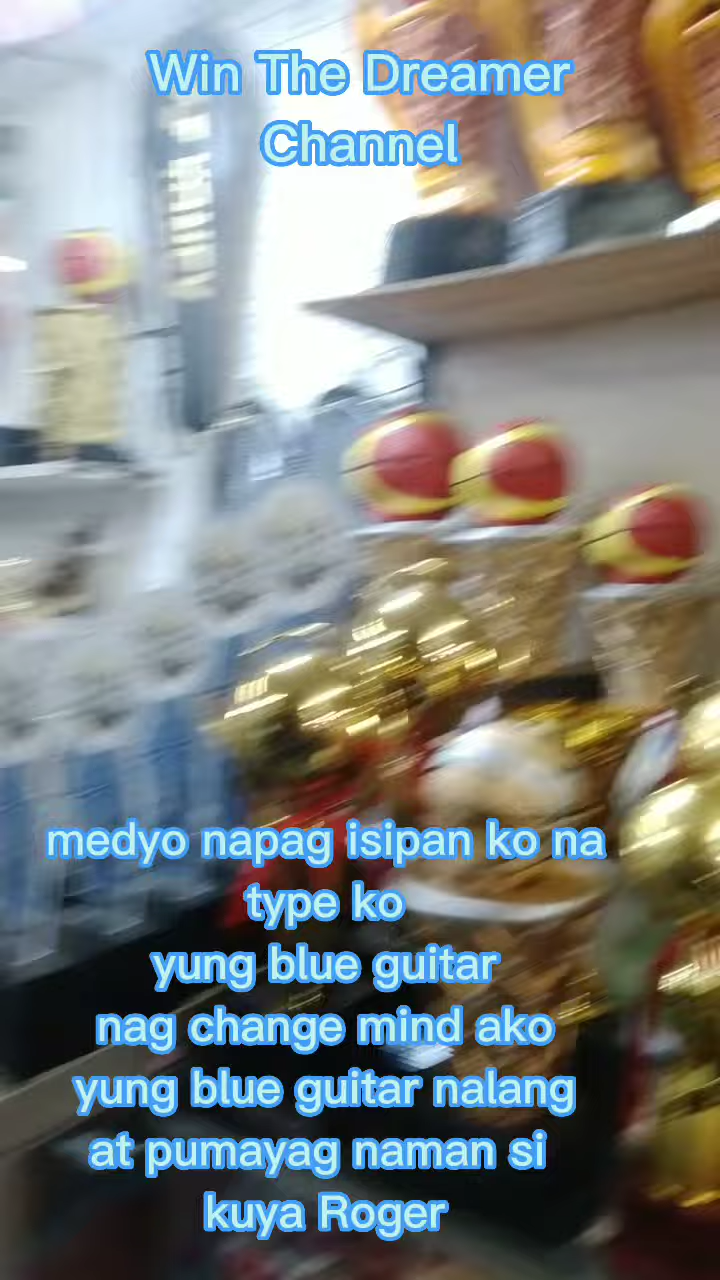 Win The Dreamer
Channel
medyo napag isipan ko na
type ko
yung blue guitar
nag change mind ako
yung blue guitar nalang
at pumayag naman si
kuya Roger